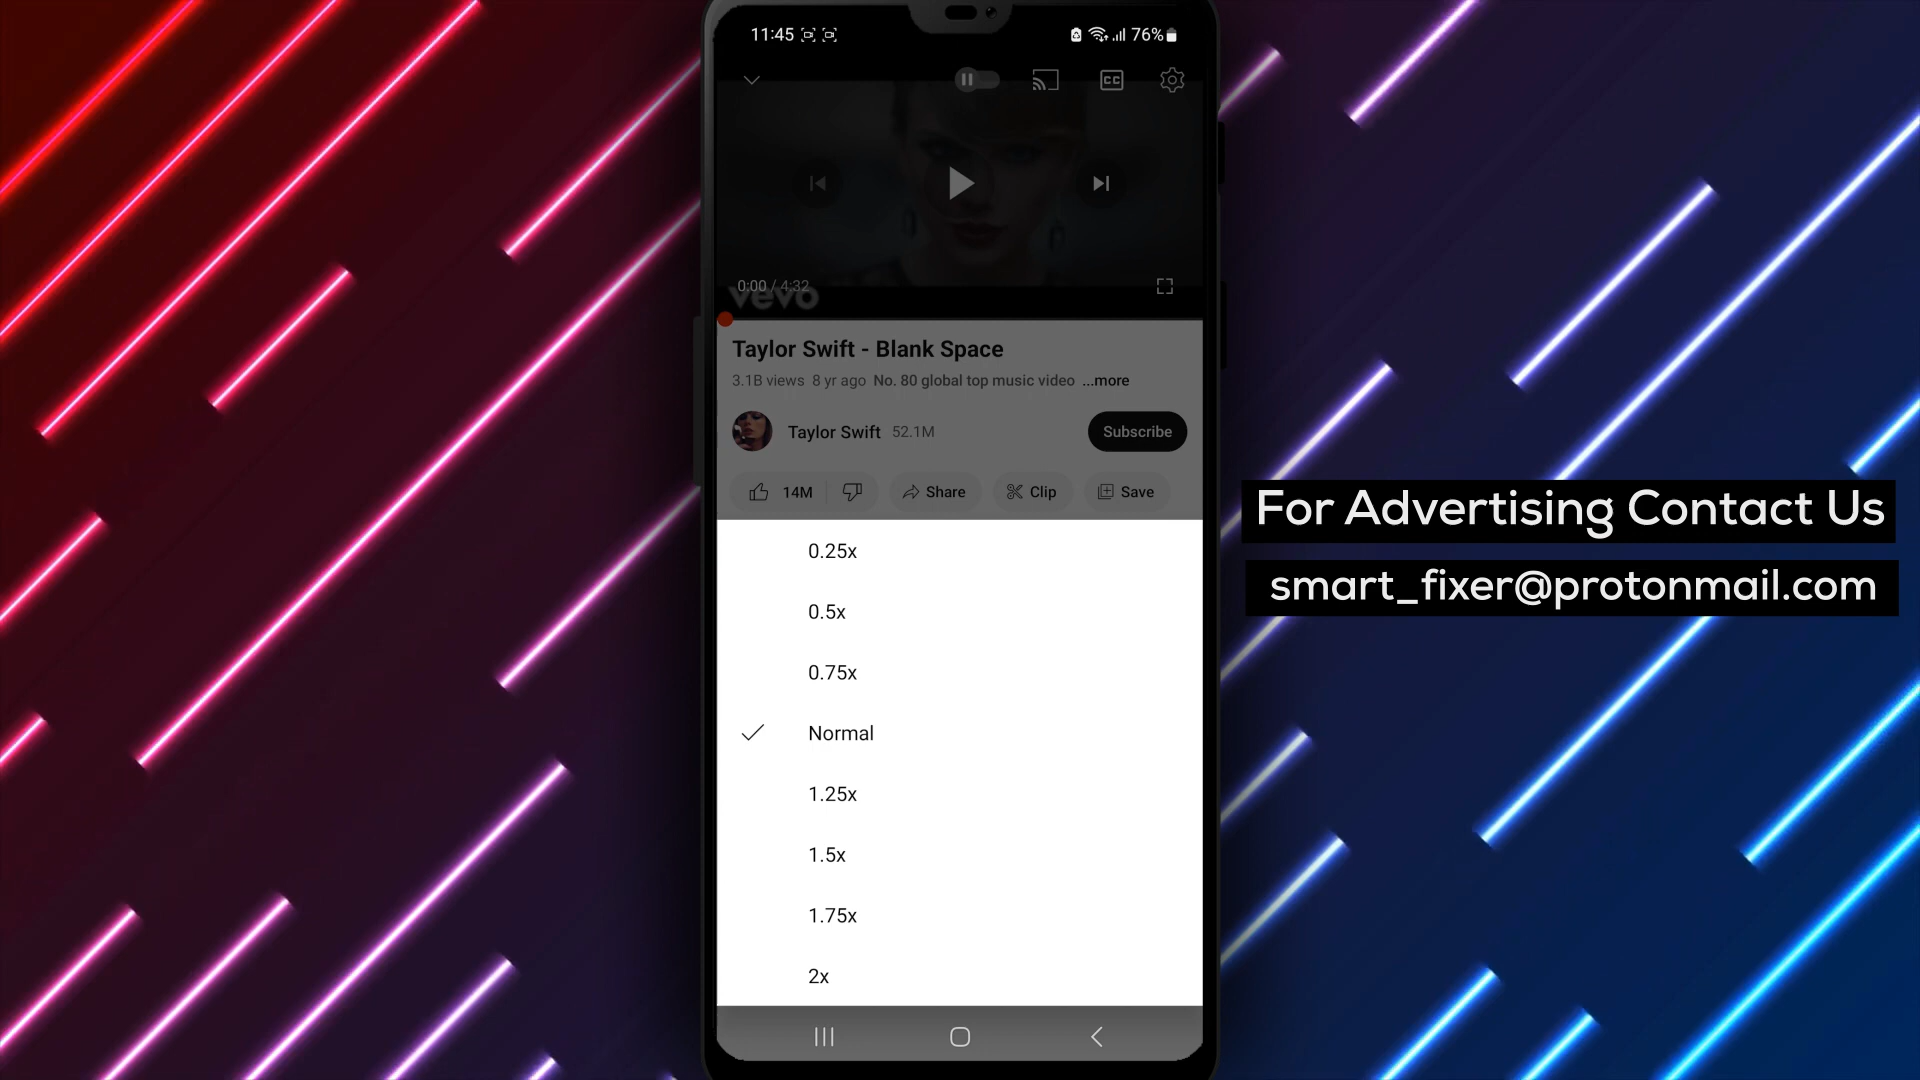 11:45
76%
CC
0:00 / 4:32
vevo
Taylor Swift - Blank Space
3.1B views 8 yr ago No. 80 global top music video ...more
Taylor Swift 52.1M
Subscribe
14M
Share
Clip
Save
For Advertising Contact Us
smart_fixer@protonmail.com
0.25x
0.5x
0.75x
Normal
1.25x
1.5x
1.75x
2x